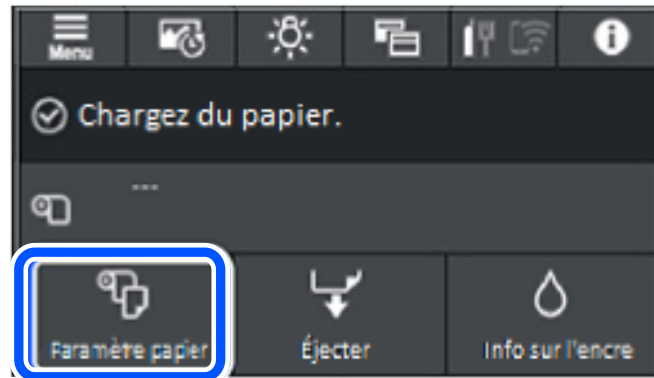 Menu
Chargez du papier.
---
Paramètre papier
Éjecter
Info sur l'encre